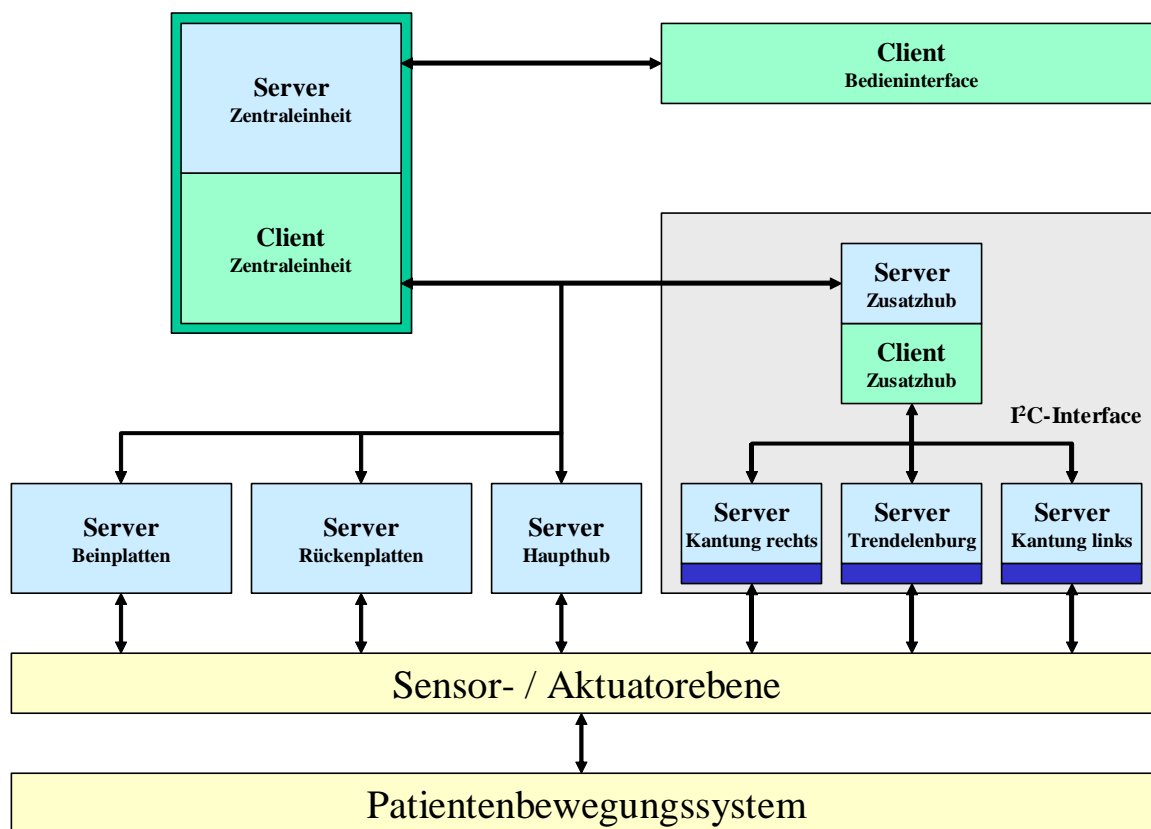 Server
Zentraleinheit
Client
Bedieninterface
Client
Zentraleinheit
Server
Zusatzhub
Client
Zusatzhub
I²C-Interface
Server
Beinplatten
Server
Rückenplatten
Server
Haupthub
Server
Kantung rechts
Server
Trendelenburg
Server
Kantung links
Sensor- / Aktuatorebene
Patientenbewegungssystem